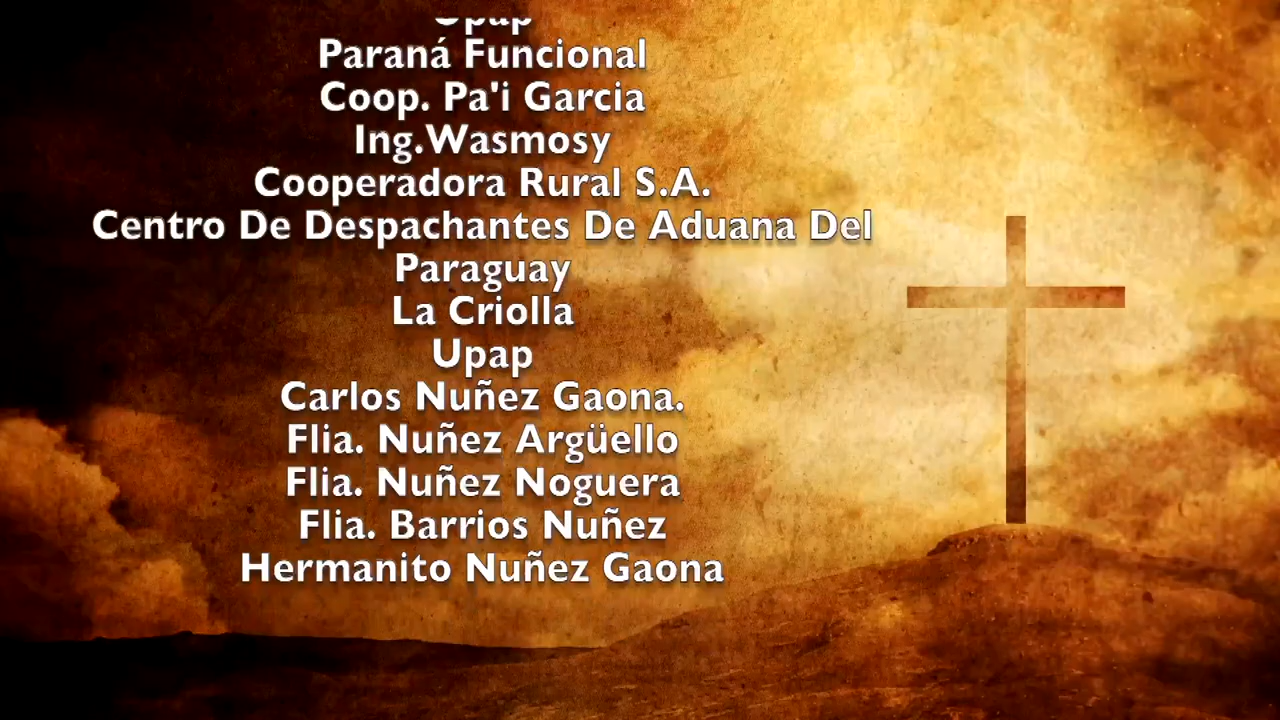 Paraná Funcional
Coop. Pa'i Garcia
Ing.Wasmosy
Cooperadora Rural S.A.
Centro De Despachantes De Aduana Del
Paraguay
La Criolla
Upap
Carlos Nuñez Gaona.
Flia. Nuñez Argüello
Flia. Nuñez Noguera
Flia. Barrios Nuñez
Hermanito Nuñez Gaona